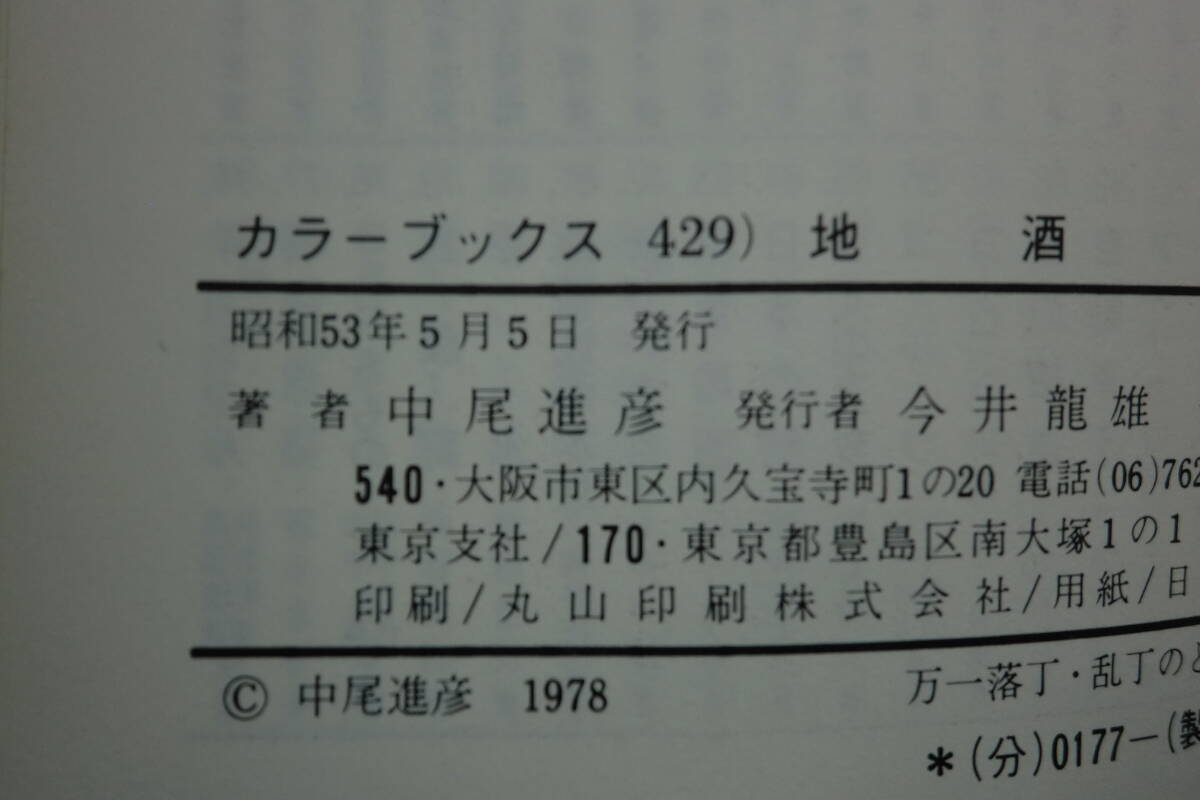 カラーブックス 429) 地 酒
昭和53年5月5日 発行
著 者 中尾進彦 発行者 今井龍雄
540・大阪市東区内久宝寺町1の20 電話(06)762
東京支社/170・東京都豊島区南大塚1の1
印刷/丸山印刷株式会社/用紙/日
© 中尾進彦 1978
万一落丁・乱丁のと
*(分)0177-(製